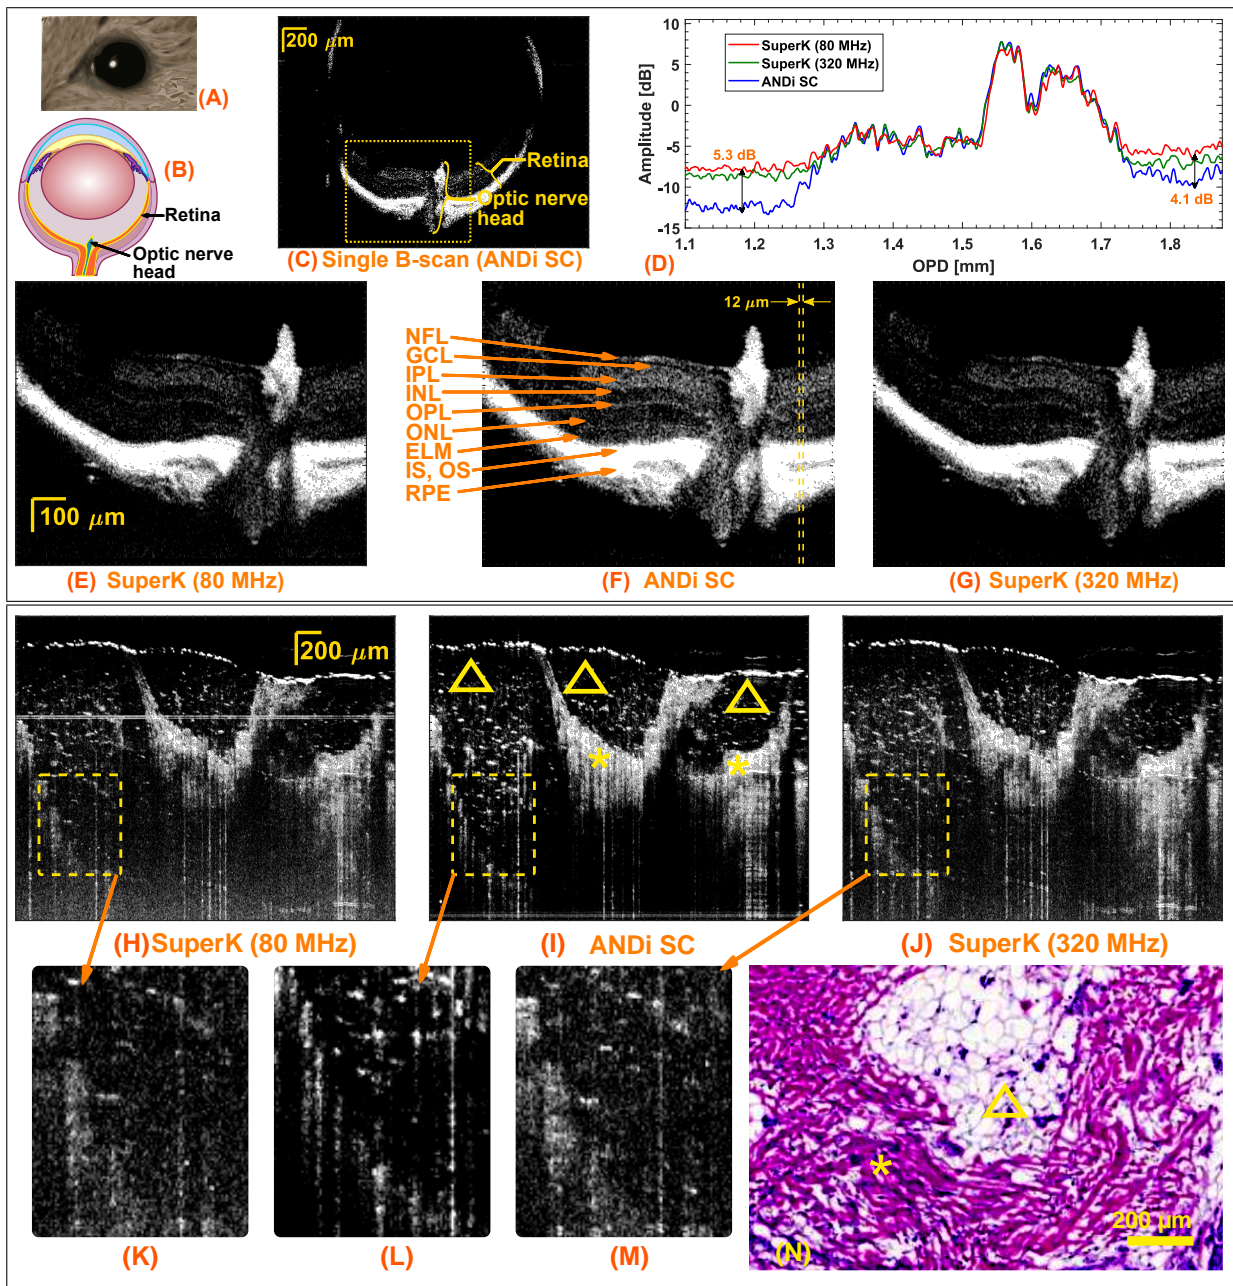 (A)
(B)
Retina
Optic nerve
head
200 μm
Retina
Optic nerve
head
(C) Single B-scan (ANDi SC)
SuperK (80 MHz)
SuperK (320 MHz)
ANDi SC
Amplitude [dB]
10
5
0
-5
-10
-15
5.3 dB
4.1 dB
1.1 1.2 1.3 1.4 1.5 1.6 1.7 1.8
OPD [mm]
(D)
100 μm
(E) SuperK (80 MHz)
NFL
GCL
IPL
INL
OPL
ONL
ELM
IS, OS
RPE
12 μm
(F) ANDi SC
(G) SuperK (320 MHz)
200 μm
(H) SuperK (80 MHz)
*
*
(I) ANDi SC
(J) SuperK (320 MHz)
(K)
(L)
(M)
*
200 μm
(N)